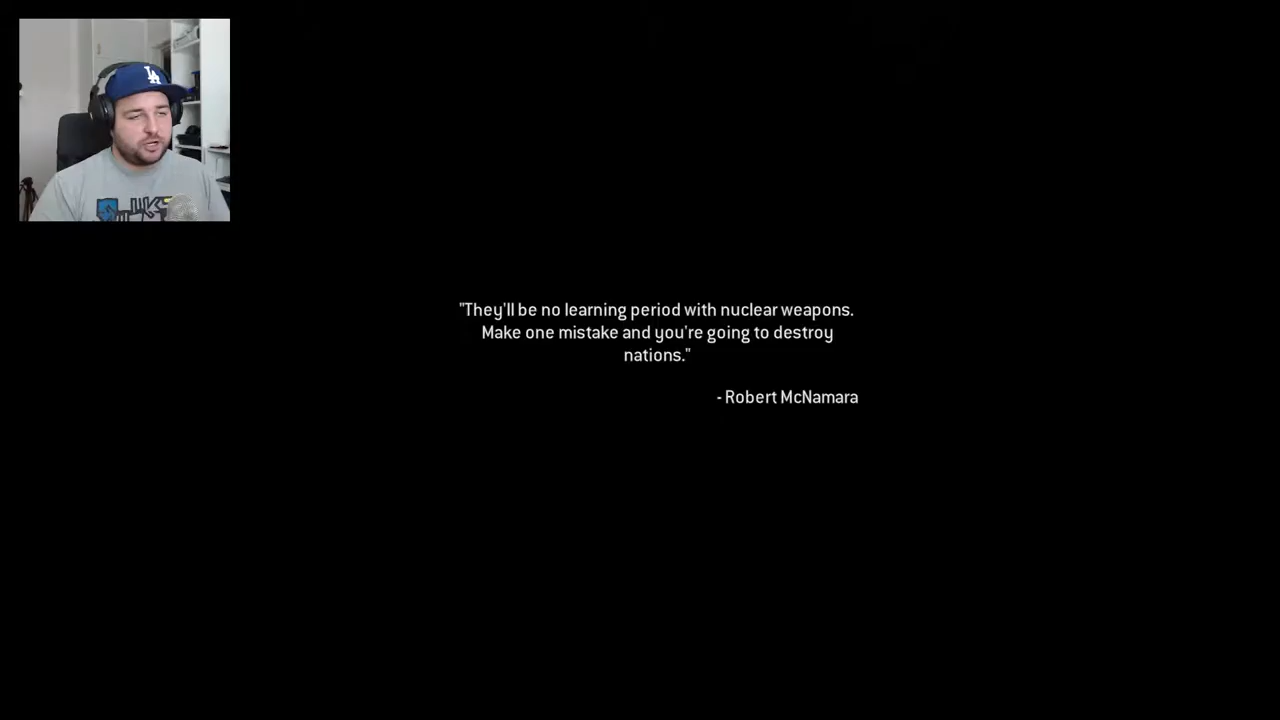 LA
"They'll be no learning period with nuclear weapons.
Make one mistake and you're going to destroy
nations."
- Robert McNamara